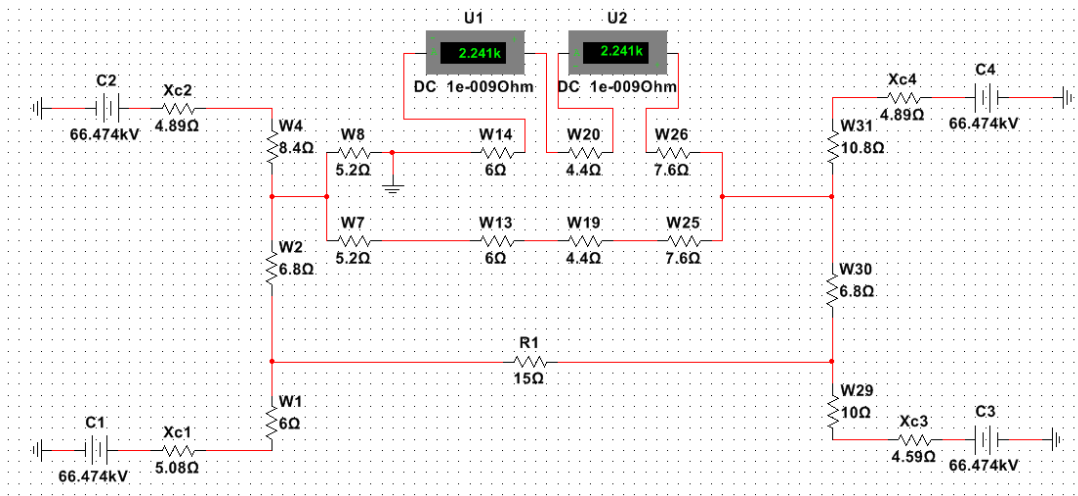 U1
U2
2.241k
2.241k
DC 1e-009Ohm
DC 1e-009Ohm
C2
66.474kV
Xc2
4.89Ω
Xc4
4.89Ω
C4
66.474kV
W4
8.4Ω
W8
5.2Ω
W14
6Ω
W20
4.4Ω
W26
7.6Ω
W31
10.8Ω
W7
5.2Ω
W13
6Ω
W19
4.4Ω
W25
7.6Ω
W2
6.8Ω
W30
6.8Ω
R1
15Ω
W1
6Ω
W29
10Ω
C1
66.474kV
Xc1
5.08Ω
Xc3
4.59Ω
C3
66.474kV